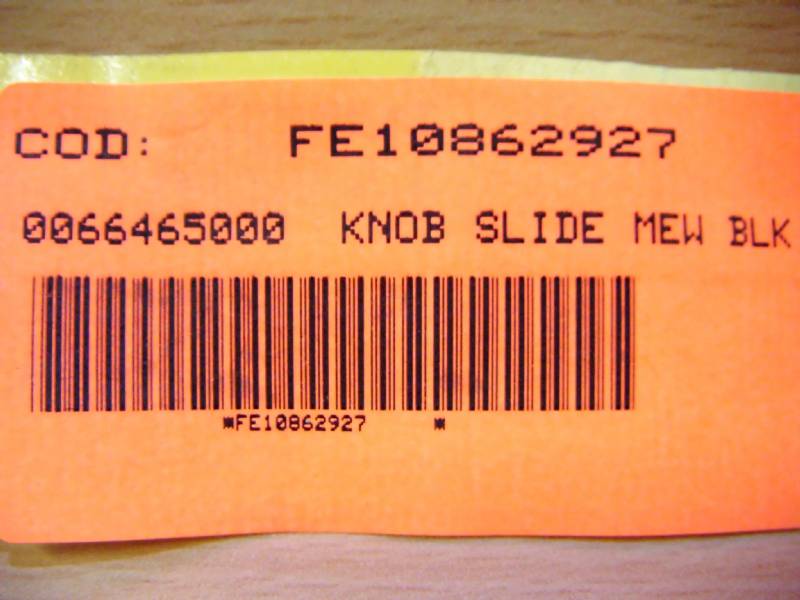 COD: FE10862927
0066465000 KNOB SLIDE MEW BLK
*FE10862927 *